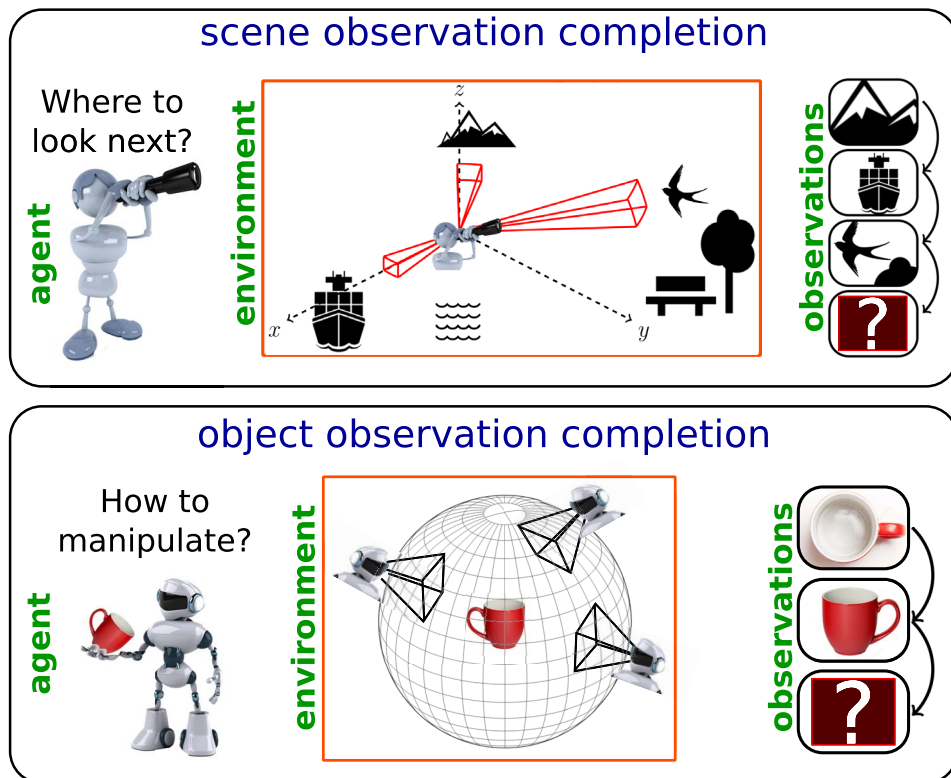 scene observation completion
Where to
look next?
agent
environment
z
x
y
observations
?
object observation completion
How to
manipulate?
agent
environment
observations
?